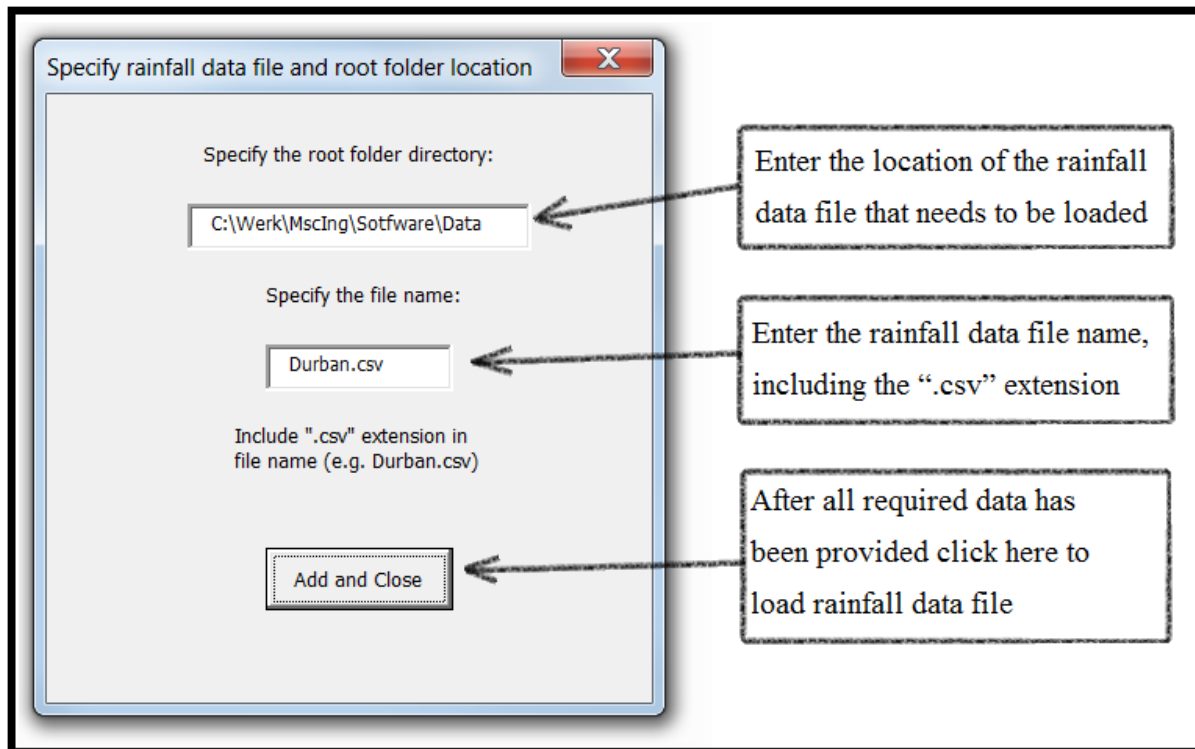 Specify rainfall data file and root folder location
X
Specify the root folder directory:
C:\Werk\MscIng\Sotfware\Data
Specify the file name:
Durban.csv
Include ".csv" extension in
file name (e.g. Durban.csv)
Add and Close
Enter the location of the rainfall
data file that needs to be loaded
Enter the rainfall data file name,
including the “.csv” extension
After all required data has
been provided click here to
load rainfall data file